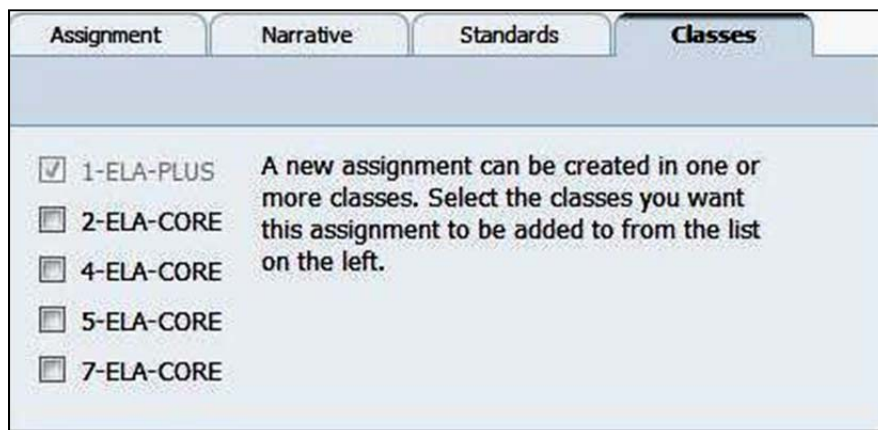 Assignment Narrative Standards Classes
1-ELA-PLUS
2-ELA-CORE
4-ELA-CORE
5-ELA-CORE
7-ELA-CORE
A new assignment can be created in one or
more classes. Select the classes you want
this assignment to be added to from the list
on the left.